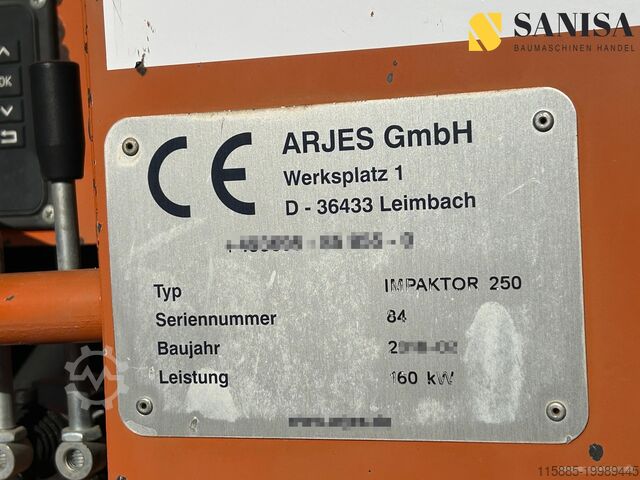 SANISA
BAUMASCHINEN HANDEL
OK
CE
ARJES GmbH
Werksplatz 1
D - 36433 Leimbach
Typ IMPAKTOR 250
Seriennummer 84
Baujahr
Leistung 160 kW
115885-19989445